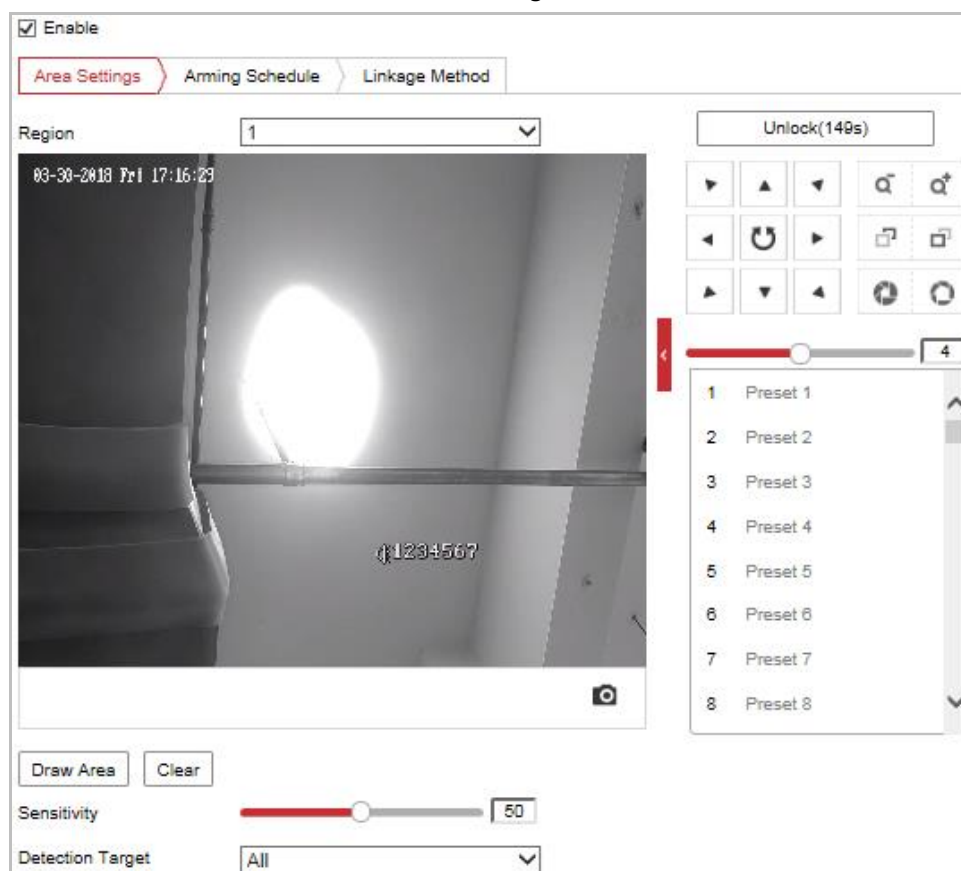 Enable
Area Settings Arming Schedule Linkage Method
Region 1
Unlock(149s)
03-30-2018 Fri 17:16:29
4
1 Preset 1
2 Preset 2
3 Preset 3
4 Preset 4
5 Preset 5
6 Preset 6
7 Preset 7
8 Preset 8
1234567
Draw Area Clear
Sensitivity 50
Detection Target All